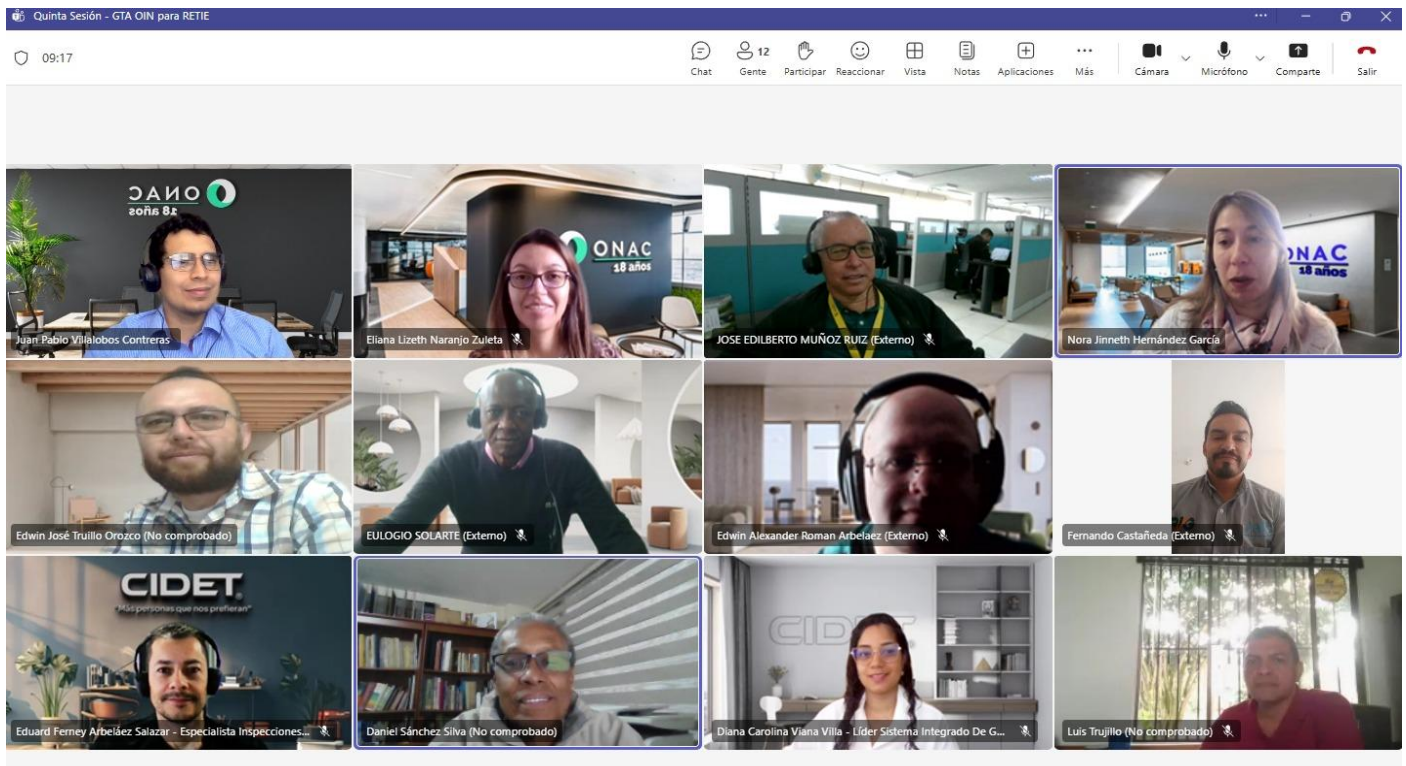 Quinta Sesión - GTA OIN para RETIE
09:17
Chat
12
Gente
Participar
Reaccionar
Vista
Notas
Aplicaciones
Más
Cámara
Micrófono
Comparte
Salir
ONAC
18 años
Juan Pablo Villalobos Contreras
ONAC
18 años
Eliana Lizeth Naranjo Zuleta
JOSE EDILBERTO MUÑOZ RUIZ (Externo)
ONAC
18 años
Nora Jinneth Hernández García
Edwin José Truillo Orozco (No comprobado)
EULOGIO SOLARTE (Externo)
Edwin Alexander Roman Arbelaez (Externo)
Fernando Castañeda (Externo)
CIDET
"Más personas que nos prefieran"
Eduard Ferney Arbeláez Salazar - Especialista Inspecciones...
Daniel Sánchez Silva (No comprobado)
CIDET
Diana Carolina Viana Villa - Líder Sistema Integrado De G...
Luis Trujillo (No comprobado)